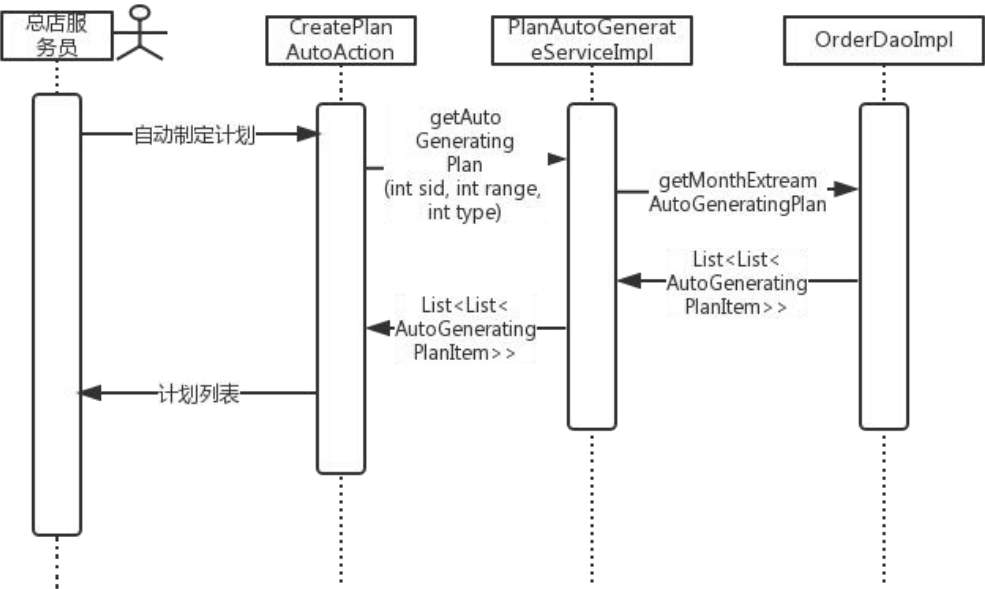 总店服
务员
CreatePlan
AutoAction
PlanAutoGenerat
eServiceImpl
OrderDaoImpl
自动制定计划
getAuto
Generating
Plan
(int sid, int range,
int type)
getMonthExtream
AutoGeneratingPlan
List<List<
AutoGenerating
PlanItem>>
List<List<
AutoGenerating
PlanItem>>
计划列表